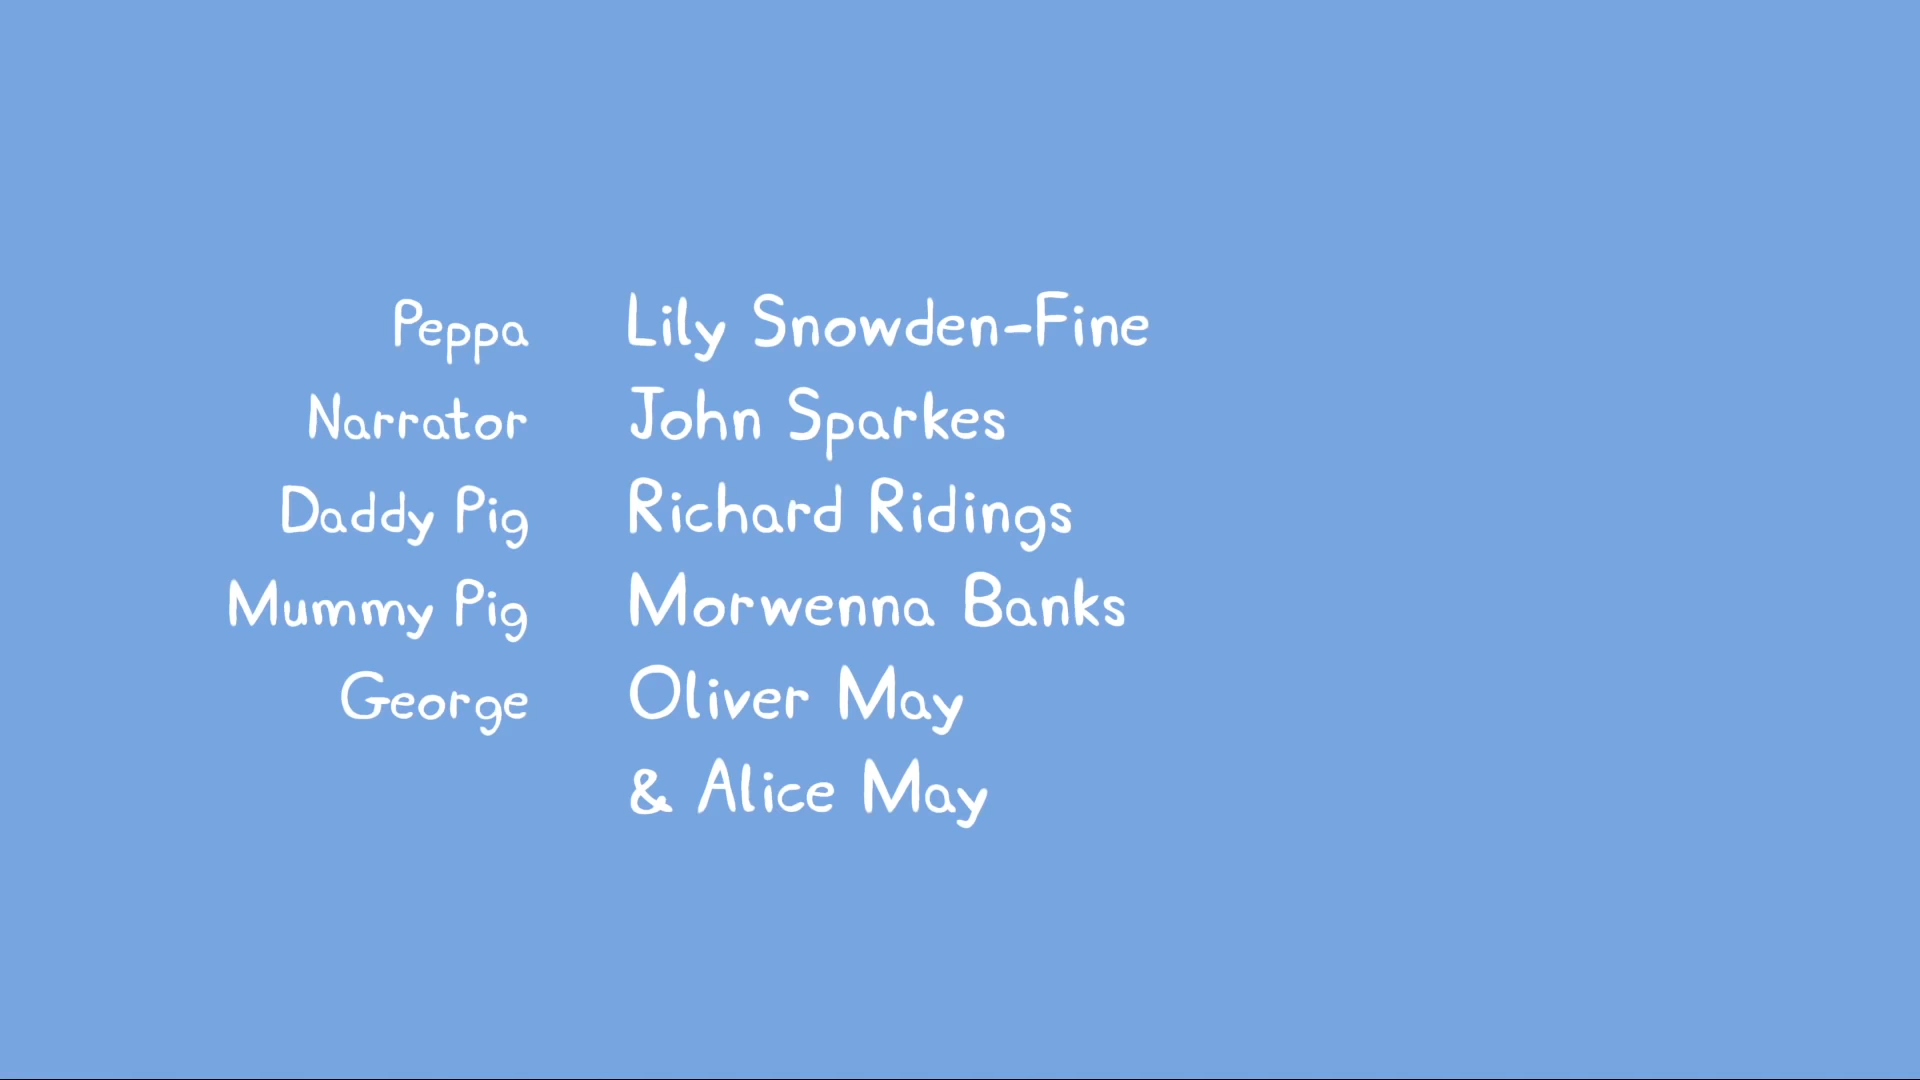 Peppa Lily Snowden-Fine
Narrator John Sparkes
Daddy Pig Richard Ridings
Mummy Pig Morwenna Banks
George Oliver May
& Alice May